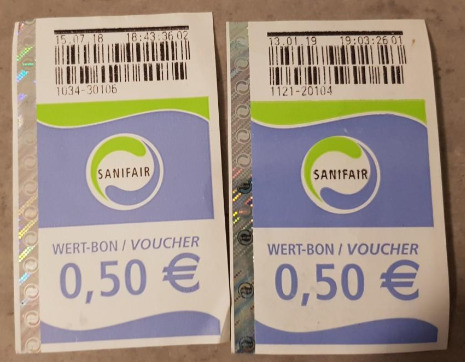 15.07.18 18:43:36 02
1034-30106
SANIFAIR
WERT-BON / VOUCHER
0,50 €
13.01.19 19:03:26 01
1121-20104
SANIFAIR
WERT-BON / VOUCHER
0,50 €